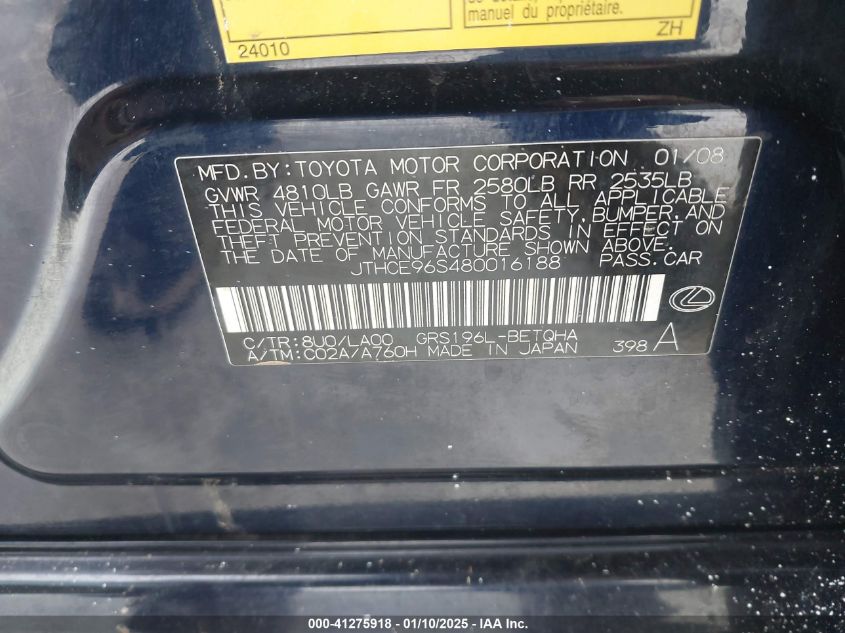 manuel du propriétaire.
24010
ZH
MFD.BY:TOYOTA MOTOR CORPORATION 01/08
GVWR 4810LB GAWR FR 2580LB RR 2535LB
THIS VEHICLE CONFORMS TO ALL APPLICABLE
FEDERAL MOTOR VEHICLE SAFETY,BUMPER,AND
THEFT PREVENTION STANDARDS IN EFFECT ON
THE DATE OF MANUFACTURE SHOWN ABOVE.
JTHCE96S480016188 PASS.CAR
C/TR:8U0/LA00 GRS196L-BETQHA
A/TM:C02A/A760H MADE IN JAPAN 398 A
000-41275918 - 01/10/2025 - IAA Inc.